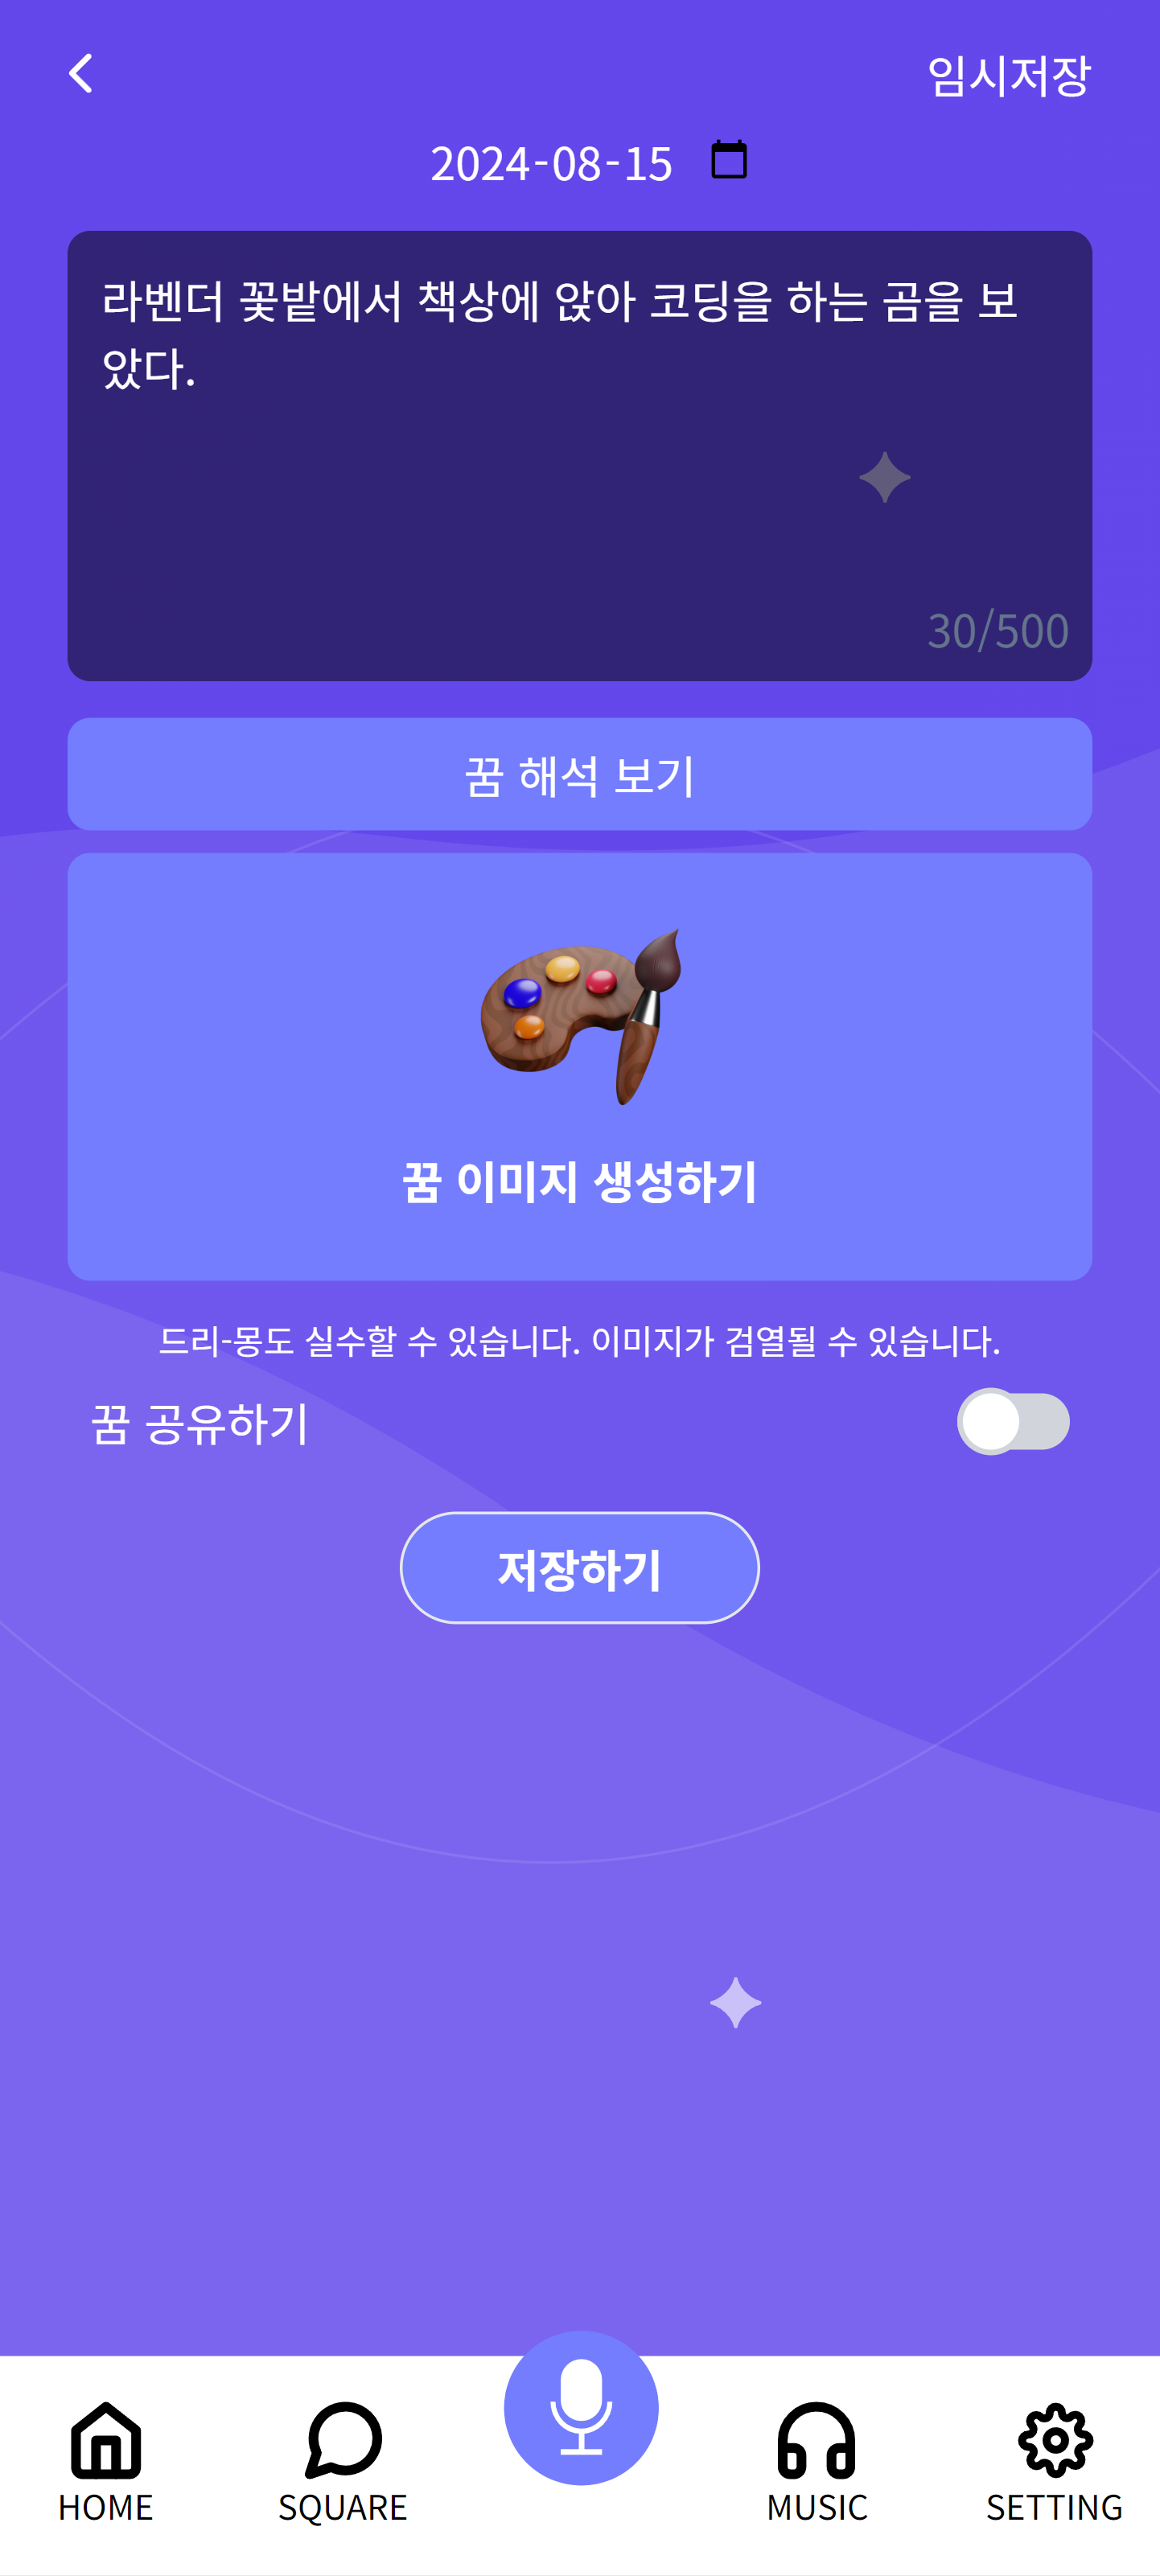 임시저장
2024-08-15
라벤더 꽃밭에서 책상에 앉아 코딩을 하는 곰을 보
았다.
30/500
꿈 해석 보기
꿈 이미지 생성하기
드리-몽도 실수할 수 있습니다. 이미지가 검열될 수 있습니다.
꿈 공유하기
저장하기
HOME
SQUARE
MUSIC
SETTING